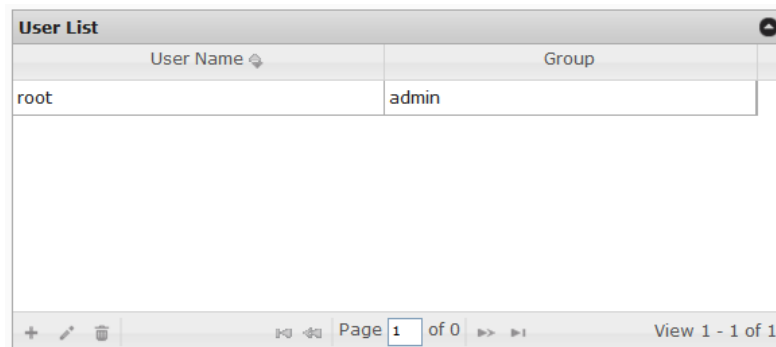 User List
User Name Group
root admin
Page 1 of 0 View 1 - 1 of 1